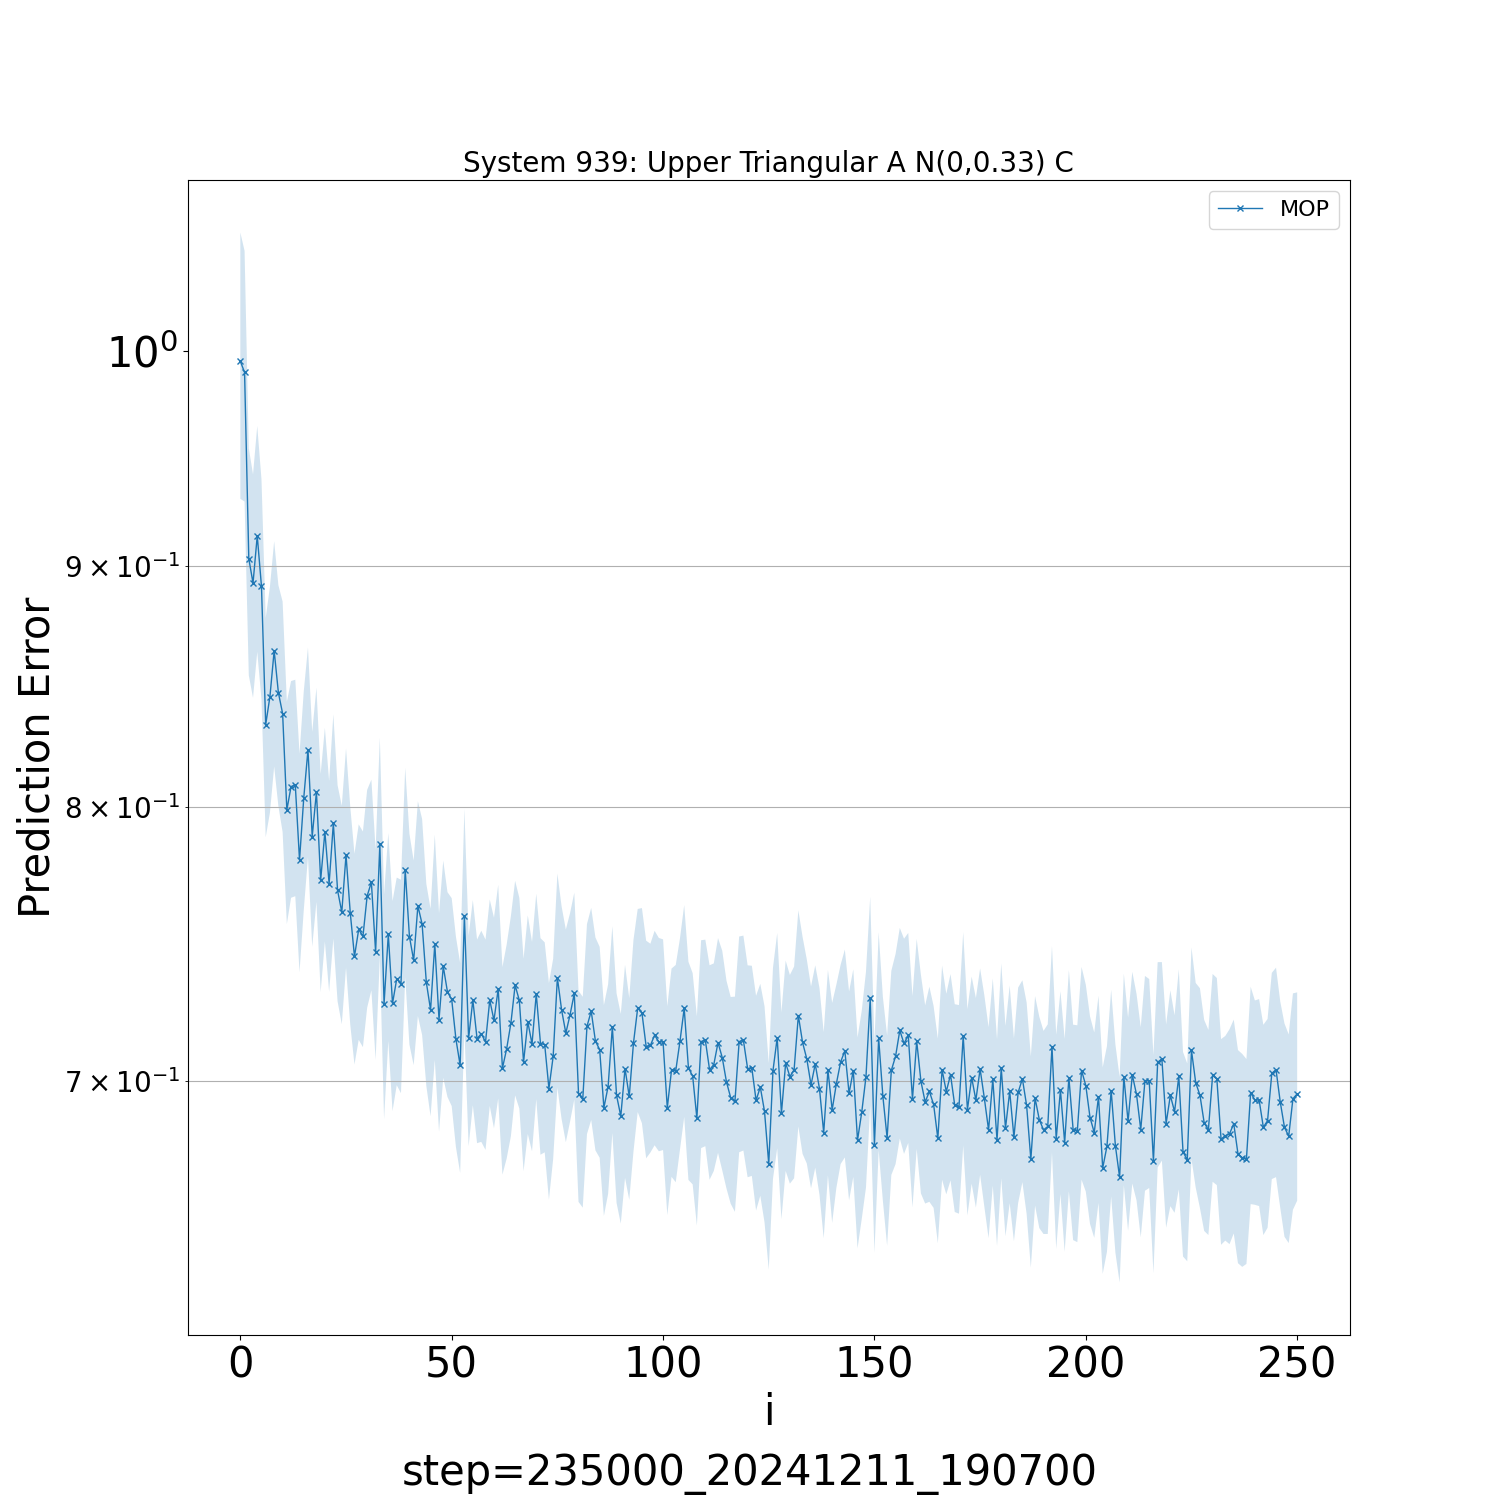 System 939: Upper Triangular A N(0,0.33) C
MOP
10⁰
9 × 10⁻¹
8 × 10⁻¹
7 × 10⁻¹
Prediction Error
0 50 100 150 200 250
i
step=235000_20241211_190700